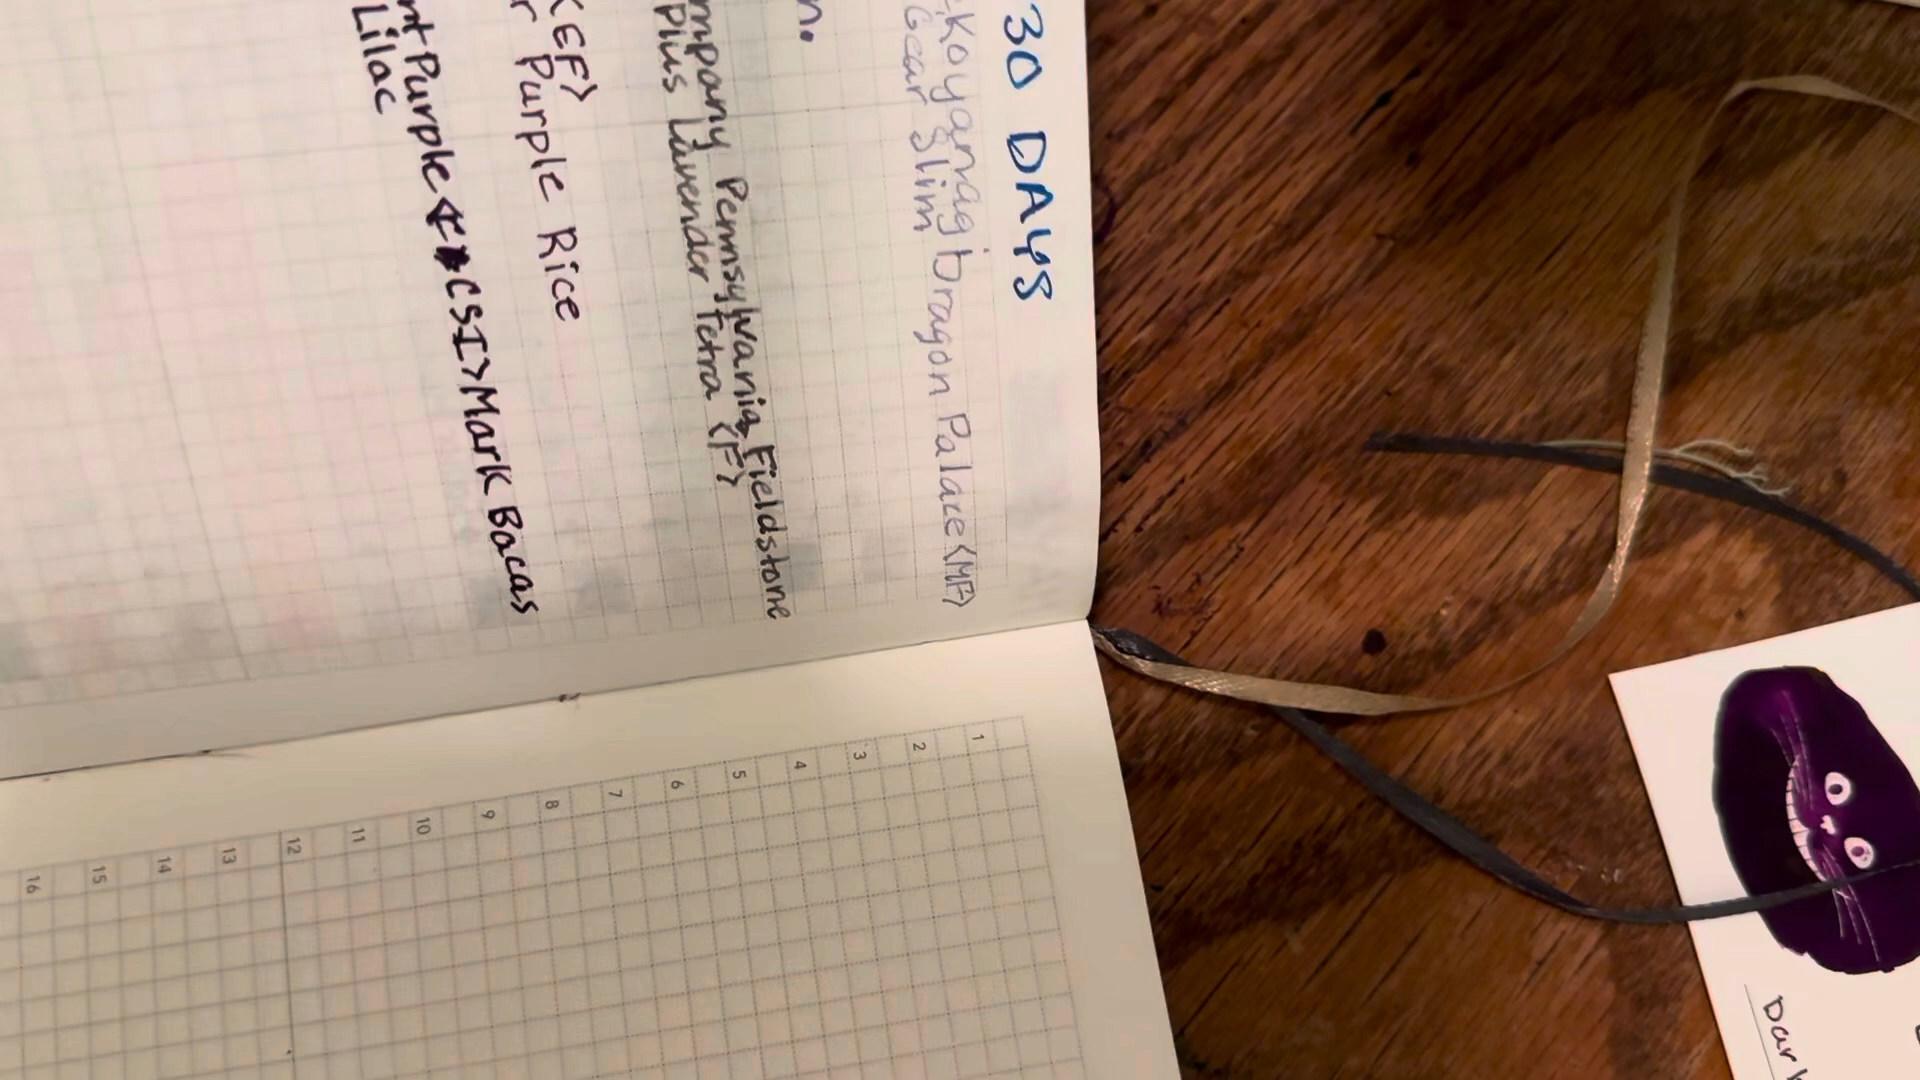 30 DAYS
Koyanagi Dragon Palace <MF>
Gear Slim
n.
mpany Pennsylvania Fieldstone
Plus Lavender Tetra <F>
<EF>
r Purple Rice
nt Purple <CSI> Mark Bacas
Lilac
1
2
3
4
5
6
7
8
9
10
11
12
13
14
15
16
Dar